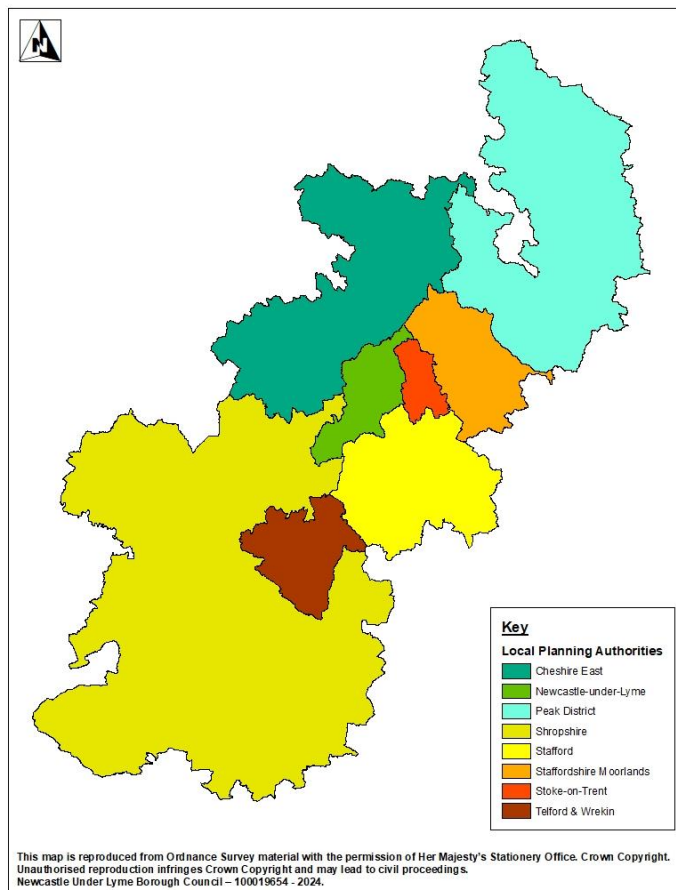 N
Key
Local Planning Authorities
Cheshire East
Newcastle-under-Lyme
Peak District
Shropshire
Stafford
Staffordshire Moorlands
Stoke-on-Trent
Telford & Wrekin
This map is reproduced from Ordnance Survey material with the permission of Her Majesty's Stationery Office. Crown Copyright.
Unauthorised reproduction infringes Crown Copyright and may lead to civil proceedings.
Newcastle Under Lyme Borough Council – 100019654 - 2024.